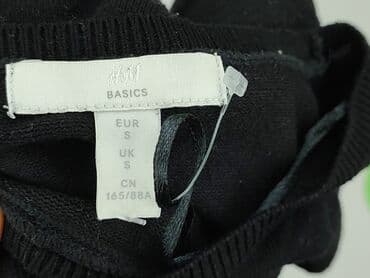 H&M
BASICS
EUR
S
UK
S
CN
165/88A